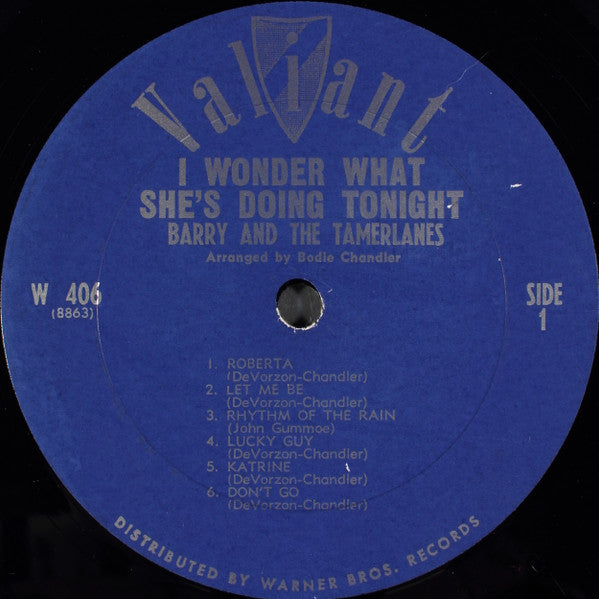 Valiant
I WONDER WHAT
SHE'S DOING TONIGHT
BARRY AND THE TAMERLANES
Arranged by Bodie Chandler
W 406
(8863)
SIDE
1
1. ROBERTA
(DeVorzon-Chandler)
2. LET ME BE
(DeVorzon-Chandler)
3. RHYTHM OF THE RAIN
(John Gummoe)
4. LUCKY GUY
(DeVorzon-Chandler)
5. KATRINE
(DeVorzon-Chandler)
6. DON'T GO
(DeVorzon-Chandler)
DISTRIBUTED BY WARNER BROS. RECORDS